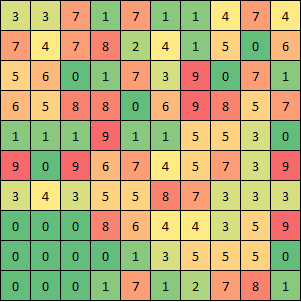 3 3 7 1 7 1 1 4 7 4
7 4 7 8 2 4 1 5 0 6
5 6 0 1 7 3 9 0 7 1
6 5 8 8 0 6 9 8 5 7
1 1 1 9 1 1 5 5 3 0
9 0 9 6 7 4 5 7 3 9
3 4 3 5 5 8 7 3 3 3
0 0 0 8 6 4 4 3 5 9
0 0 0 0 1 3 5 5 5 0
0 0 0 1 7 1 2 7 8 1